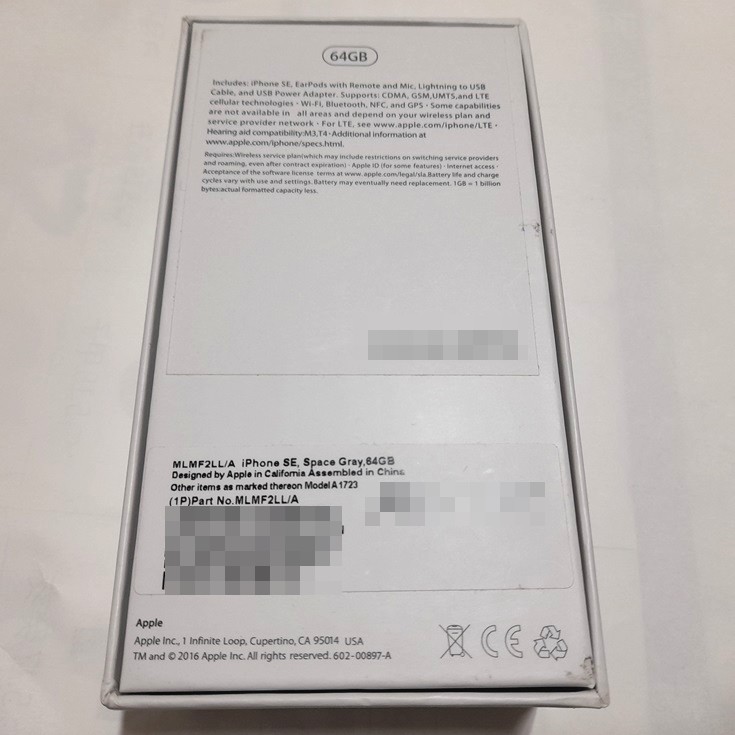 64GB
Includes: iPhone SE, EarPods with Remote and Mic, Lightning to USB
Cable, and USB Power Adapter. Supports: CDMA, GSM,UMTS,and LTE
cellular technologies · Wi-Fi, Bluetooth, NFC, and GPS · Some capabilities
are not available in all areas and depend on your wireless plan and
service provider network · For LTE, see www.apple.com/iphone/LTE ·
Hearing aid compatibility:M3,T4·Additional information at
www.apple.com/iphone/specs.html.
Requires:Wireless service plan(which may include restrictions on switching service providers
and roaming, even after contract expiration) · Apple ID (for some features) · Internet access ·
Acceptance of the software license terms at www.apple.com/legal/sla.Battery life and charge
cycles vary with use and settings. Battery may eventually need replacement. 1GB = 1 billion
bytes;actual formatted capacity less.
MLMF2LL/A iPhone SE, Space Gray,64GB
Designed by Apple in California Assembled in China
Other items as marked thereon Model A1723
(1P)Part No.MLMF2LL/A
Apple
Apple Inc., 1 Infinite Loop, Cupertino, CA 95014 USA
TM and © 2016 Apple Inc. All rights reserved. 602-00897-A